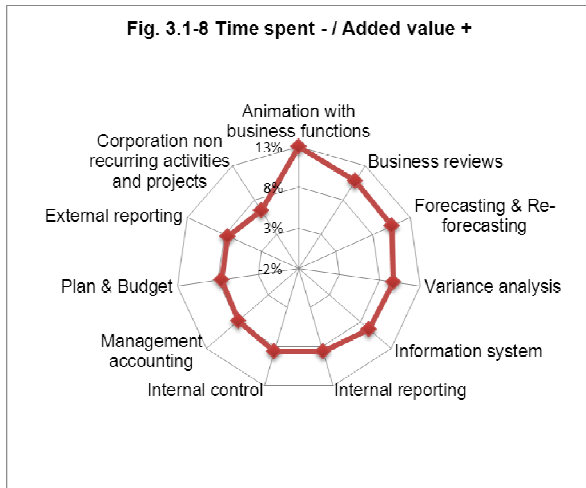 Fig. 3.1-8 Time spent - / Added value +
Animation with
business functions
13%
8%
3%
-2%
Business reviews
Forecasting & Re-
forecasting
Variance analysis
Information system
Internal reporting
Internal control
Management
accounting
Plan & Budget
External reporting
Corporation non
recurring activities
and projects